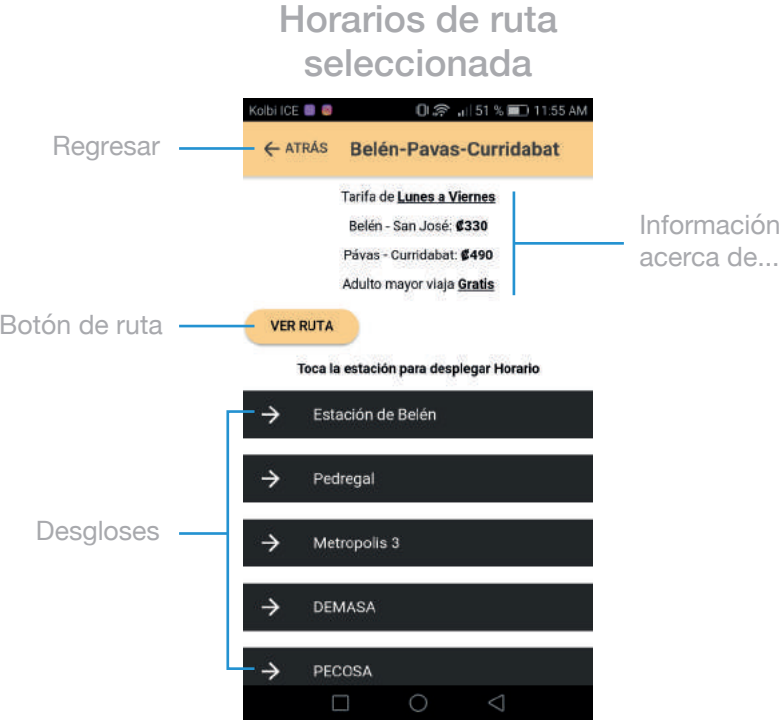 Horarios de ruta
seleccionada
Kolbi ICE 51 % 11:55 AM
Regresar
ATRÁS Belén-Pavas-Curridabat
Tarifa de Lunes a Viernes
Belén - San José: ₡330
Pávas - Curridabat: ₡490
Adulto mayor viaja Gratis
Información
acerca de...
Botón de ruta
VER RUTA
Toca la estación para desplegar Horario
Estación de Belén
Pedregal
Desgloses
Metropolis 3
DEMASA
PECOSA